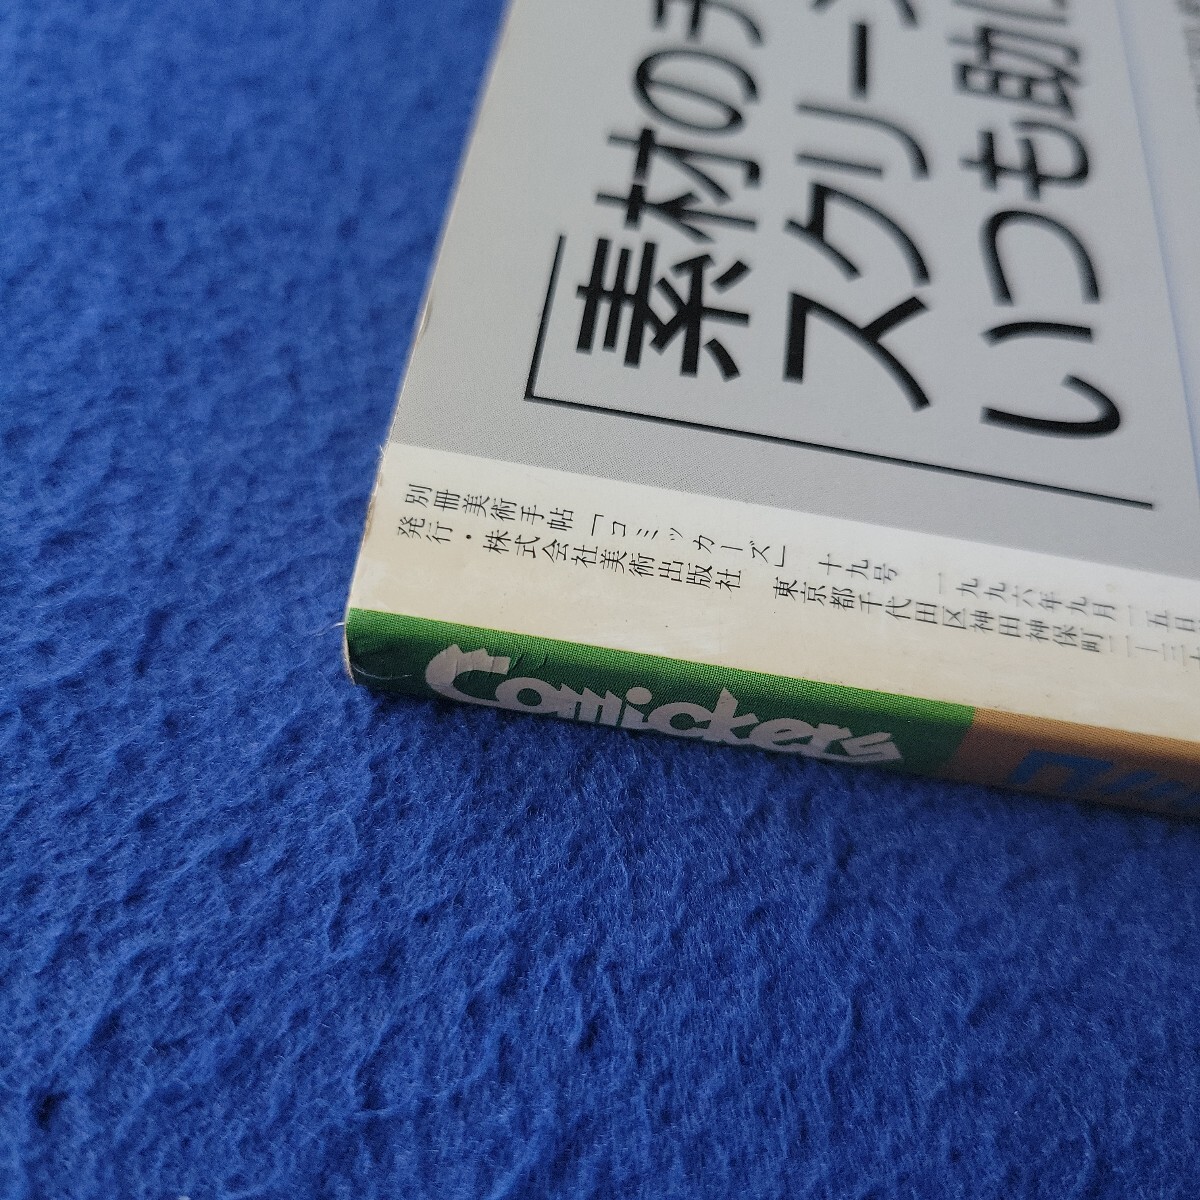 素材の
スクリーン
いつも助
別冊美術手帖「コミッカーズ」 十九号 一九九六年九月一五日
発行・株式会社美術出版社 東京都千代田区神田神保町
Comickers